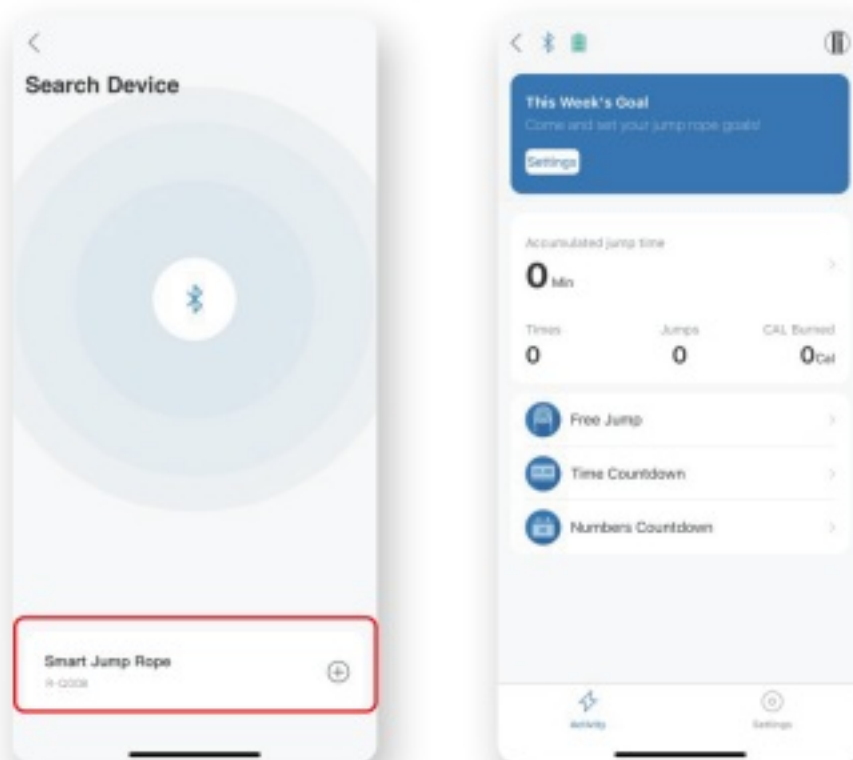 Search Device
Smart Jump Rope
R-Q008
This Week's Goal
Come and set your jump rope goals!
Settings
Accumulated jump time
0 Min
Times
Jumps
CAL Burned
0
0
0 Cal
Free Jump
Time Countdown
Numbers Countdown
Activity
Settings